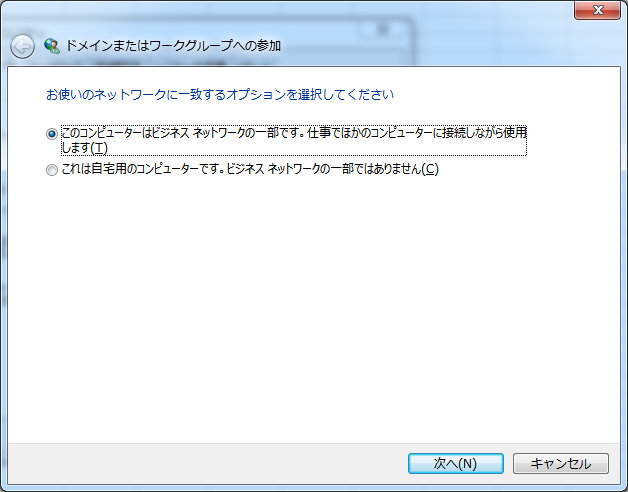 ドメインまたはワークグループへの参加
お使いのネットワークに一致するオプションを選択してください
このコンピューターはビジネス ネットワークの一部です。仕事でほかのコンピューターに接続しながら使用
します(T)
これは自宅用のコンピューターです。ビジネス ネットワークの一部ではありません(C)
次へ(N)
キャンセル